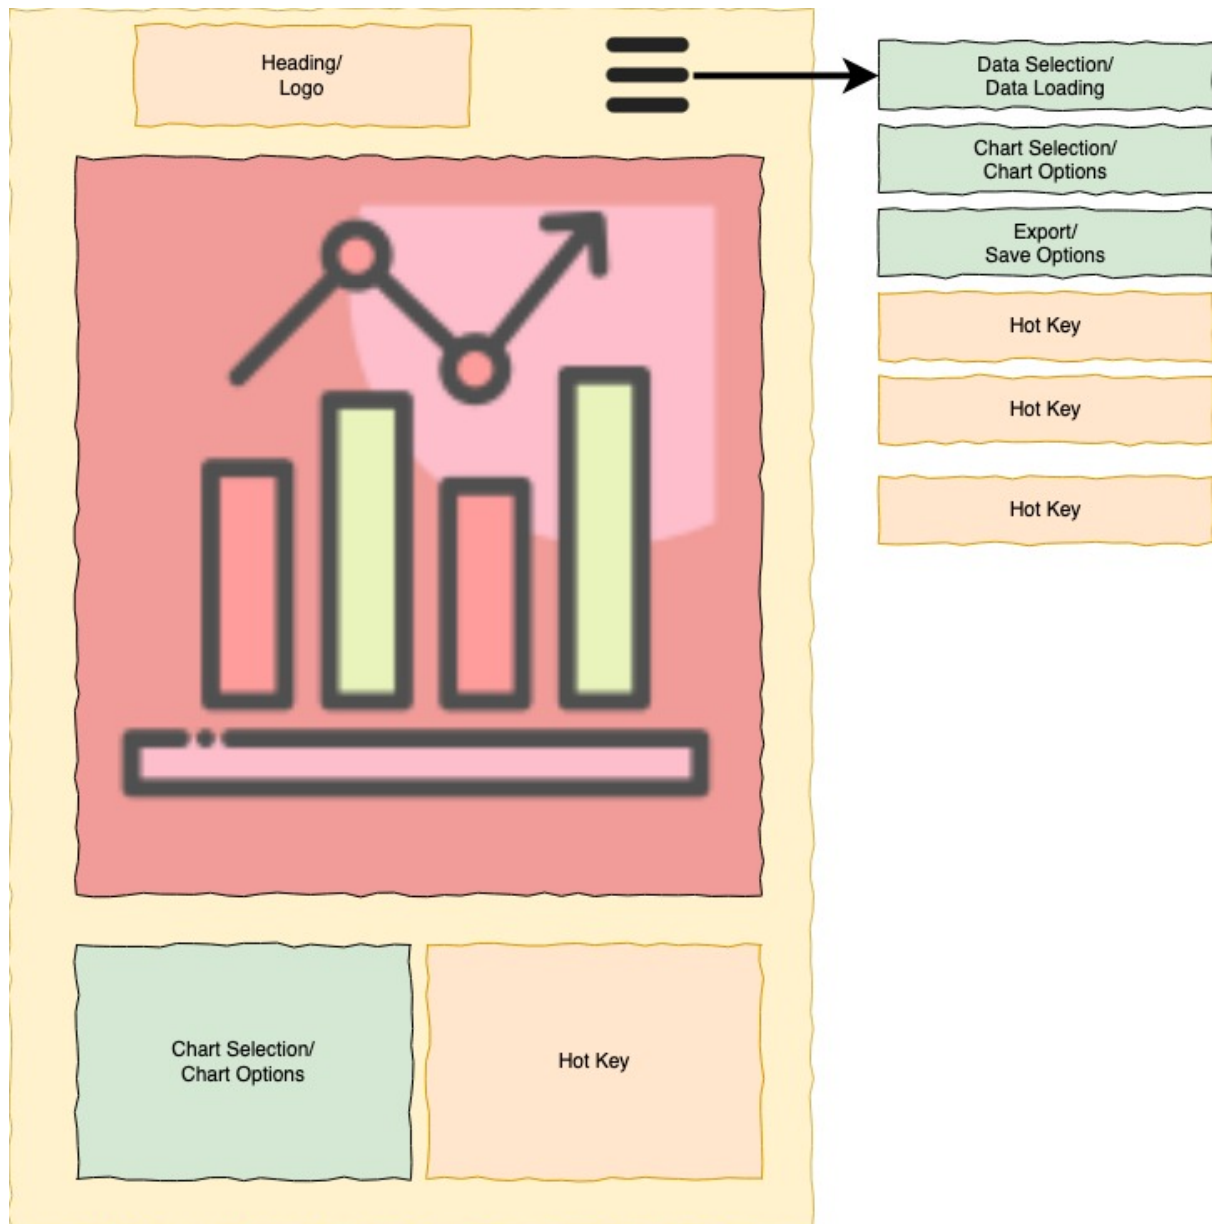 Heading/
Logo
Data Selection/
Data Loading
Chart Selection/
Chart Options
Export/
Save Options
Hot Key
Hot Key
Hot Key
Chart Selection/
Chart Options
Hot Key